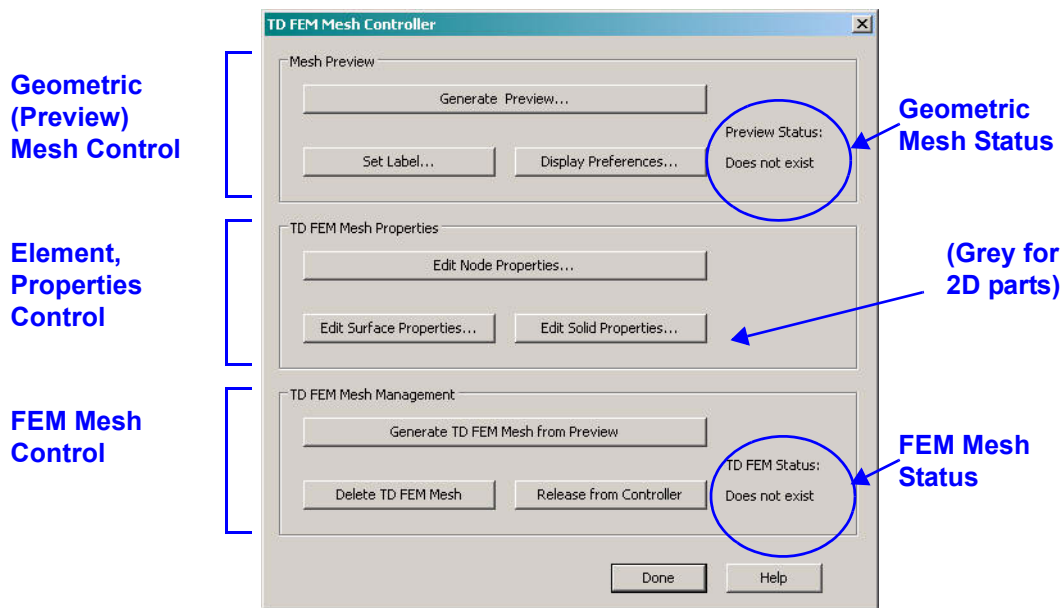 TD FEM Mesh Controller
Geometric
(Preview)
Mesh Control
Mesh Preview
Generate Preview...
Set Label...
Display Preferences...
Preview Status:
Does not exist
Geometric
Mesh Status
Element,
Properties
Control
TD FEM Mesh Properties
Edit Node Properties...
Edit Surface Properties...
Edit Solid Properties...
(Grey for
2D parts)
FEM Mesh
Control
TD FEM Mesh Management
Generate TD FEM Mesh from Preview
Delete TD FEM Mesh
Release from Controller
TD FEM Status:
Does not exist
FEM Mesh
Status
Done
Help